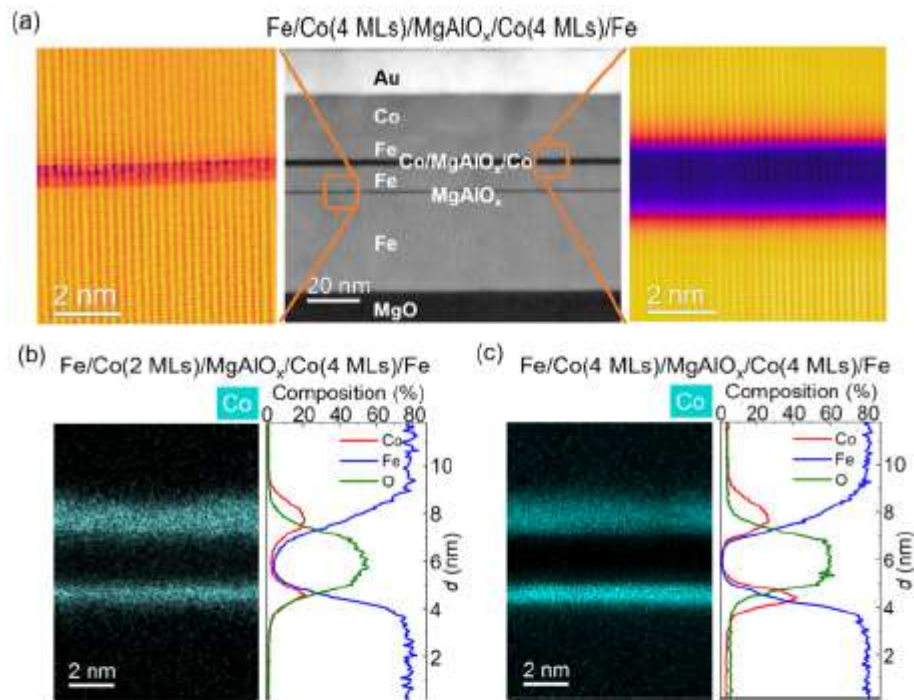 (a)
Fe/Co(4 MLs)/MgAlOₓ/Co(4 MLs)/Fe
2 nm
Au
Co
Fe
Co/MgAlOₓ/Co
Fe
MgAlOₓ
Fe
20 nm
MgO
2 nm
(b)
Fe/Co(2 MLs)/MgAlOₓ/Co(4 MLs)/Fe
Co
Composition (%)
0 20 40 60 80
Co
Fe
O
10
8
6
4
2
d (nm)
2 nm
(c)
Fe/Co(4 MLs)/MgAlOₓ/Co(4 MLs)/Fe
Co
Composition (%)
0 20 40 60 80
Co
Fe
O
10
8
6
4
2
d (nm)
2 nm